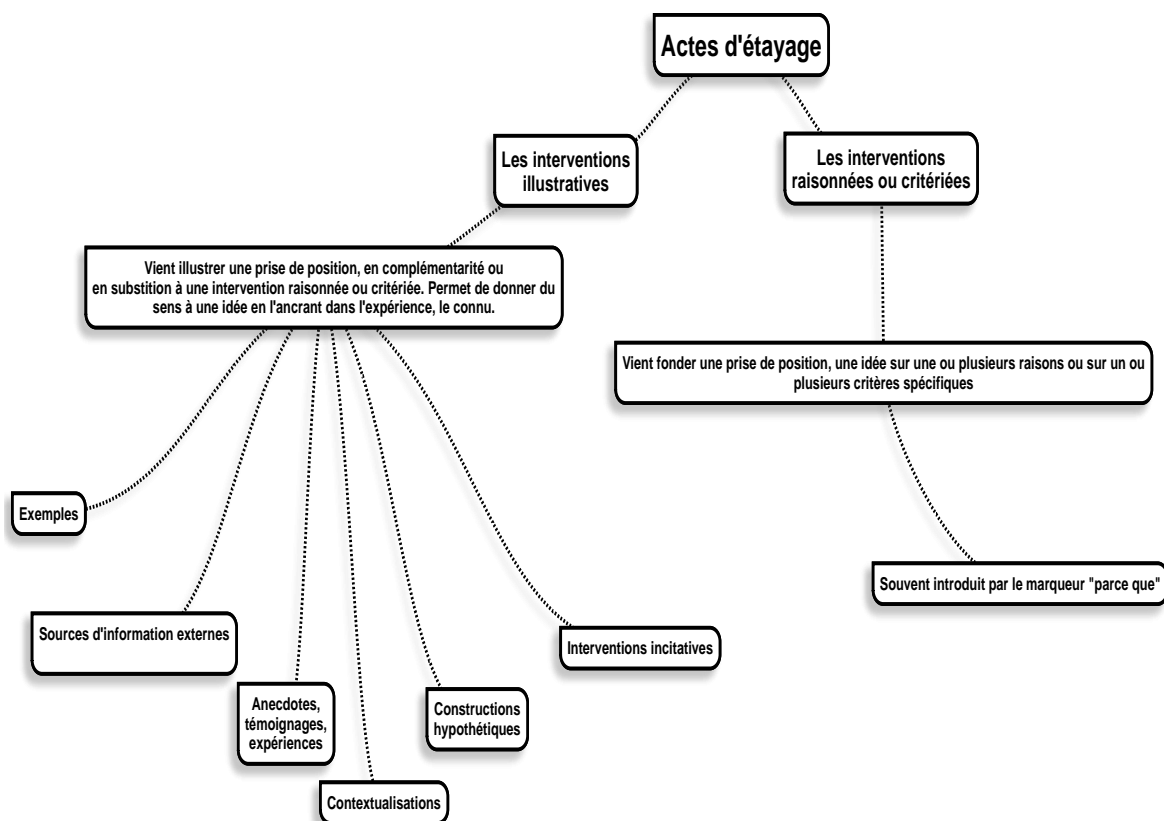 Actes d'étayage
Les interventions
illustratives
Les interventions
raisonnées ou critériées
Vient illustrer une prise de position, en complémentarité ou
en substition à une intervention raisonnée ou critériée. Permet de donner du
sens à une idée en l'ancrant dans l'expérience, le connu.
Vient fonder une prise de position, une idée sur une ou plusieurs raisons ou sur un ou
plusieurs critères spécifiques
Exemples
Souvent introduit par le marqueur "parce que"
Sources d'information externes
Interventions incitatives
Anecdotes,
témoignages,
expériences
Constructions
hypothétiques
Contextualisations